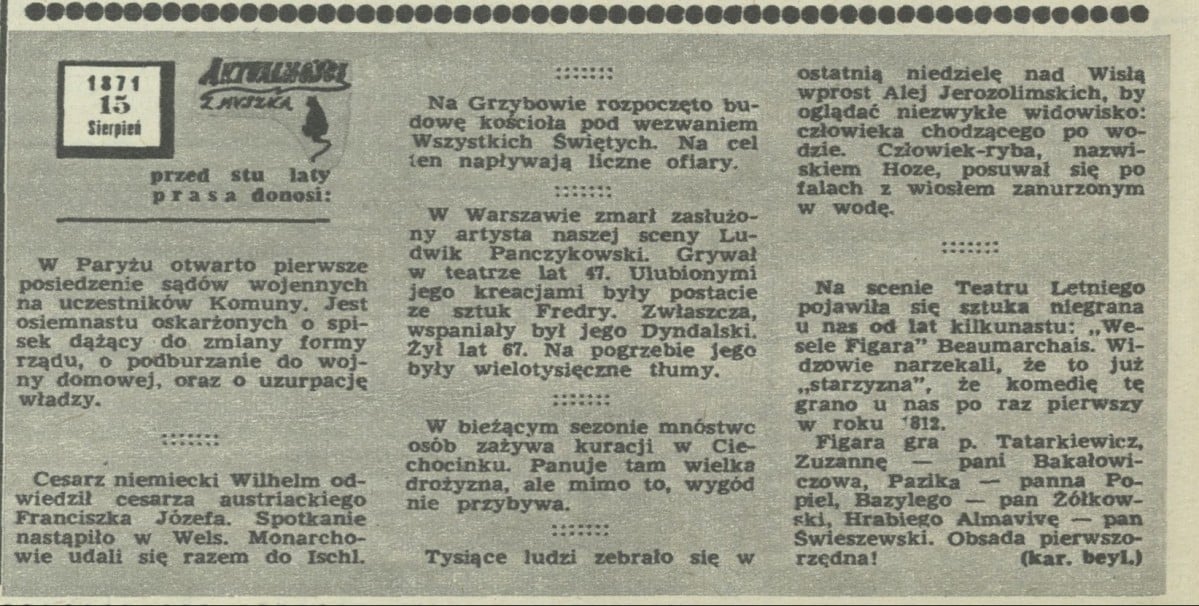 1871
15
Sierpień
AKTUALNOŚCI
Z MYSZKĄ
przed stu laty
prasa donosi:
W Paryżu otwarto pierwsze
posiedzenie sądów wojennych
na uczestników Komuny. Jest
osiemnastu oskarżonych o spi-
sek dążący do zmiany formy
rządu, o podburzanie do woj-
ny domowej, oraz o uzurpację
władzy.
Cesarz niemiecki Wilhelm od-
wiedził cesarza austriackiego
Franciszka Józefa. Spotkanie
nastąpiło w Wels. Monarcho-
wie udali się razem do Ischl.
Na Grzybowie rozpoczęto bu-
dowę kościoła pod wezwaniem
Wszystkich Świętych. Na cel
ten napływają liczne ofiary.
W Warszawie zmarł zasłużo-
ny artysta naszej sceny Lu-
dwik Panczykowski. Grywał
w teatrze lat 47. Ulubionymi
jego kreacjami były postacie
ze sztuk Fredry. Zwłaszcza,
wspaniały był jego Dyndalski.
Żył lat 67. Na pogrzebie jego
były wielotysięczne tłumy.
W bieżącym sezonie mnóstwo
osób zażywa kuracji w Cie-
chocinku. Panuje tam wielka
drożyzna, ale mimo to, wygód
nie przybywa.
Tysiące ludzi zebrało się w
ostatnią niedzielę nad Wisłą
wprost Alej Jerozolimskich, by
oglądać niezwykłe widowisko:
człowieka chodzącego po wo-
dzie. Człowiek-ryba, nazwi-
skiem Hoze, posuwał się po
falach z wiosłem zanurzonym
w wodę.
Na scenie Teatru Letniego
pojawiła się sztuka niegrana
u nas od lat kilkunastu: „We-
sele Figara” Beaumarchais. Wi-
dzowie narzekali, że to już
„starzyzna”, że komedię tę
grano u nas po raz pierwszy
w roku 1812.
Figara gra p. Tatarkiewicz,
Zuzannę — pani Bakałowi-
czowa, Pazika — panna Po-
piel, Bazylego — pan Żółkow-
ski, Hrabiego Almavivę — pan
Świeszewski. Obsada pierwszo-
rzędna! (kar. beyl.)